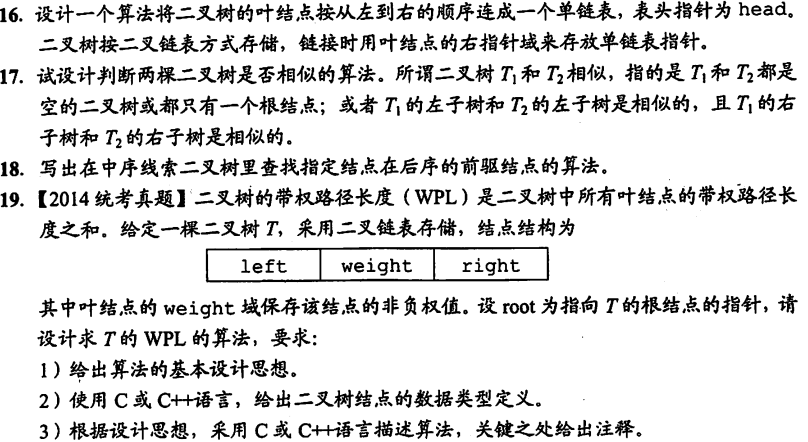 16. 设计一个算法将二叉树的叶结点按从左到右的顺序连成一个单链表，表头指针为 head。
二叉树按二叉链表方式存储，链接时用叶结点的右指针域来存放单链表指针。
17. 试设计判断两棵二叉树是否相似的算法。所谓二叉树 T₁ 和 T₂ 相似，指的是 T₁ 和 T₂ 都是
空的二叉树或都只有一个根结点；或者 T₁ 的左子树和 T₂ 的左子树是相似的，且 T₁ 的右
子树和 T₂ 的右子树是相似的。
18. 写出在中序线索二叉树里查找指定结点在后序的前驱结点的算法。
19. 【2014 统考真题】二叉树的带权路径长度（WPL）是二叉树中所有叶结点的带权路径长
度之和。给定一棵二叉树 T，采用二叉链表存储，结点结构为
left weight right
其中叶结点的 weight 域保存该结点的非负权值。设 root 为指向 T 的根结点的指针，请
设计求 T 的 WPL 的算法，要求：
1）给出算法的基本设计思想。
2）使用 C 或 C++语言，给出二叉树结点的数据类型定义。
3）根据设计思想，采用 C 或 C++语言描述算法，关键之处给出注释。